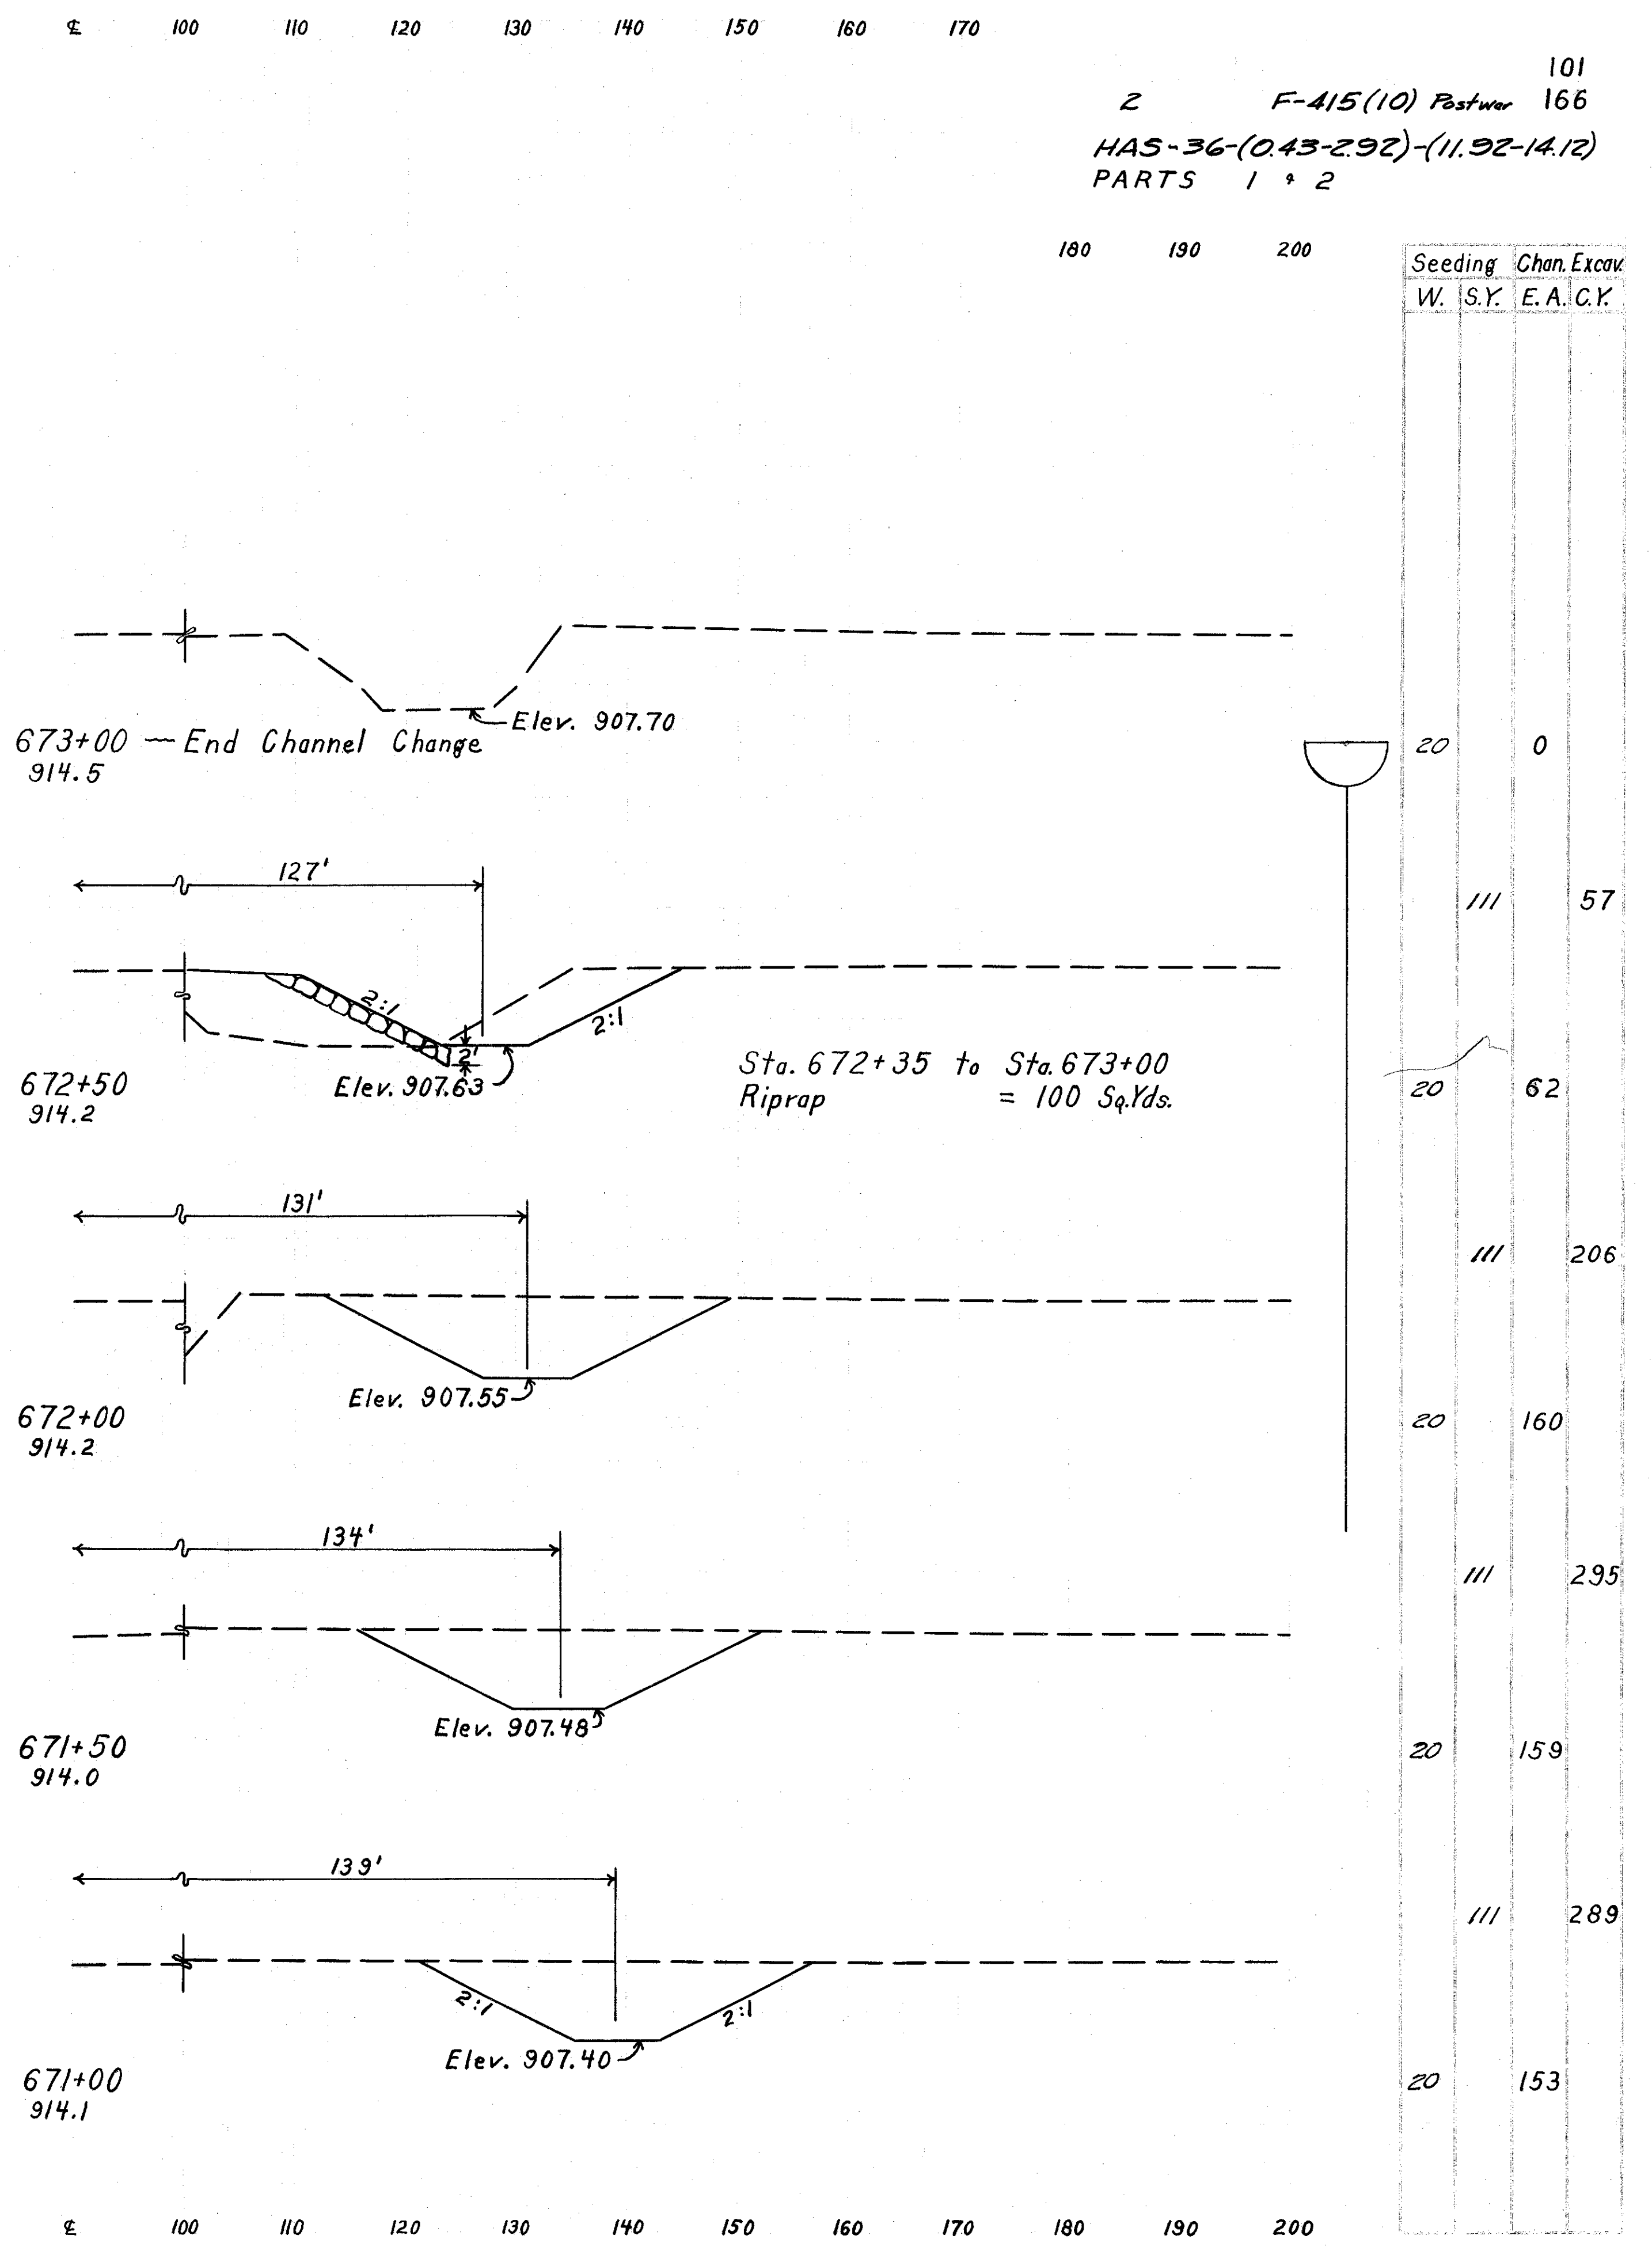 ℄ 100 110 120 130 140 150 160 170
101
2 F-415(10) Postwar 166
HAS-36-(0.43-2.92)-(11.92-14.12)
PARTS 1 & 2
180 190 200
Seeding Chan. Excav.
W. S.Y. E.A. C.Y.
Elev. 907.70
673+00 — End Channel Change 20 0
914.5
127'
111 57
2:1
2:1
2'
Elev. 907.63
Sta. 672+35 to Sta. 673+00
Riprap = 100 Sq.Yds.
672+50 20 62
914.2
131'
111 206
Elev. 907.55
672+00 20 160
914.2
134'
111 295
Elev. 907.48
671+50 20 159
914.0
139'
111 289
2:1 2:1
Elev. 907.40
671+00 20 153
914.1
℄ 100 110 120 130 140 150 160 170 180 190 200